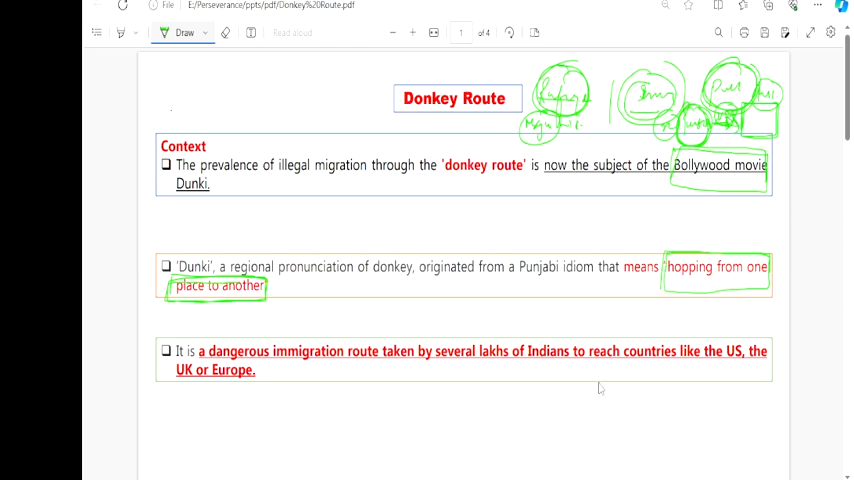 File
E:/Perseverance/ppts/pdf/Donkey%20Route.pdf
Draw
Read aloud
1 of 4
Donkey Route
Context
The prevalence of illegal migration through the 'donkey route' is now the subject of the Bollywood movie
Dunki.
'Dunki', a regional pronunciation of donkey, originated from a Punjabi idiom that means 'hopping from one
place to another
It is a dangerous immigration route taken by several lakhs of Indians to reach countries like the US, the
UK or Europe.